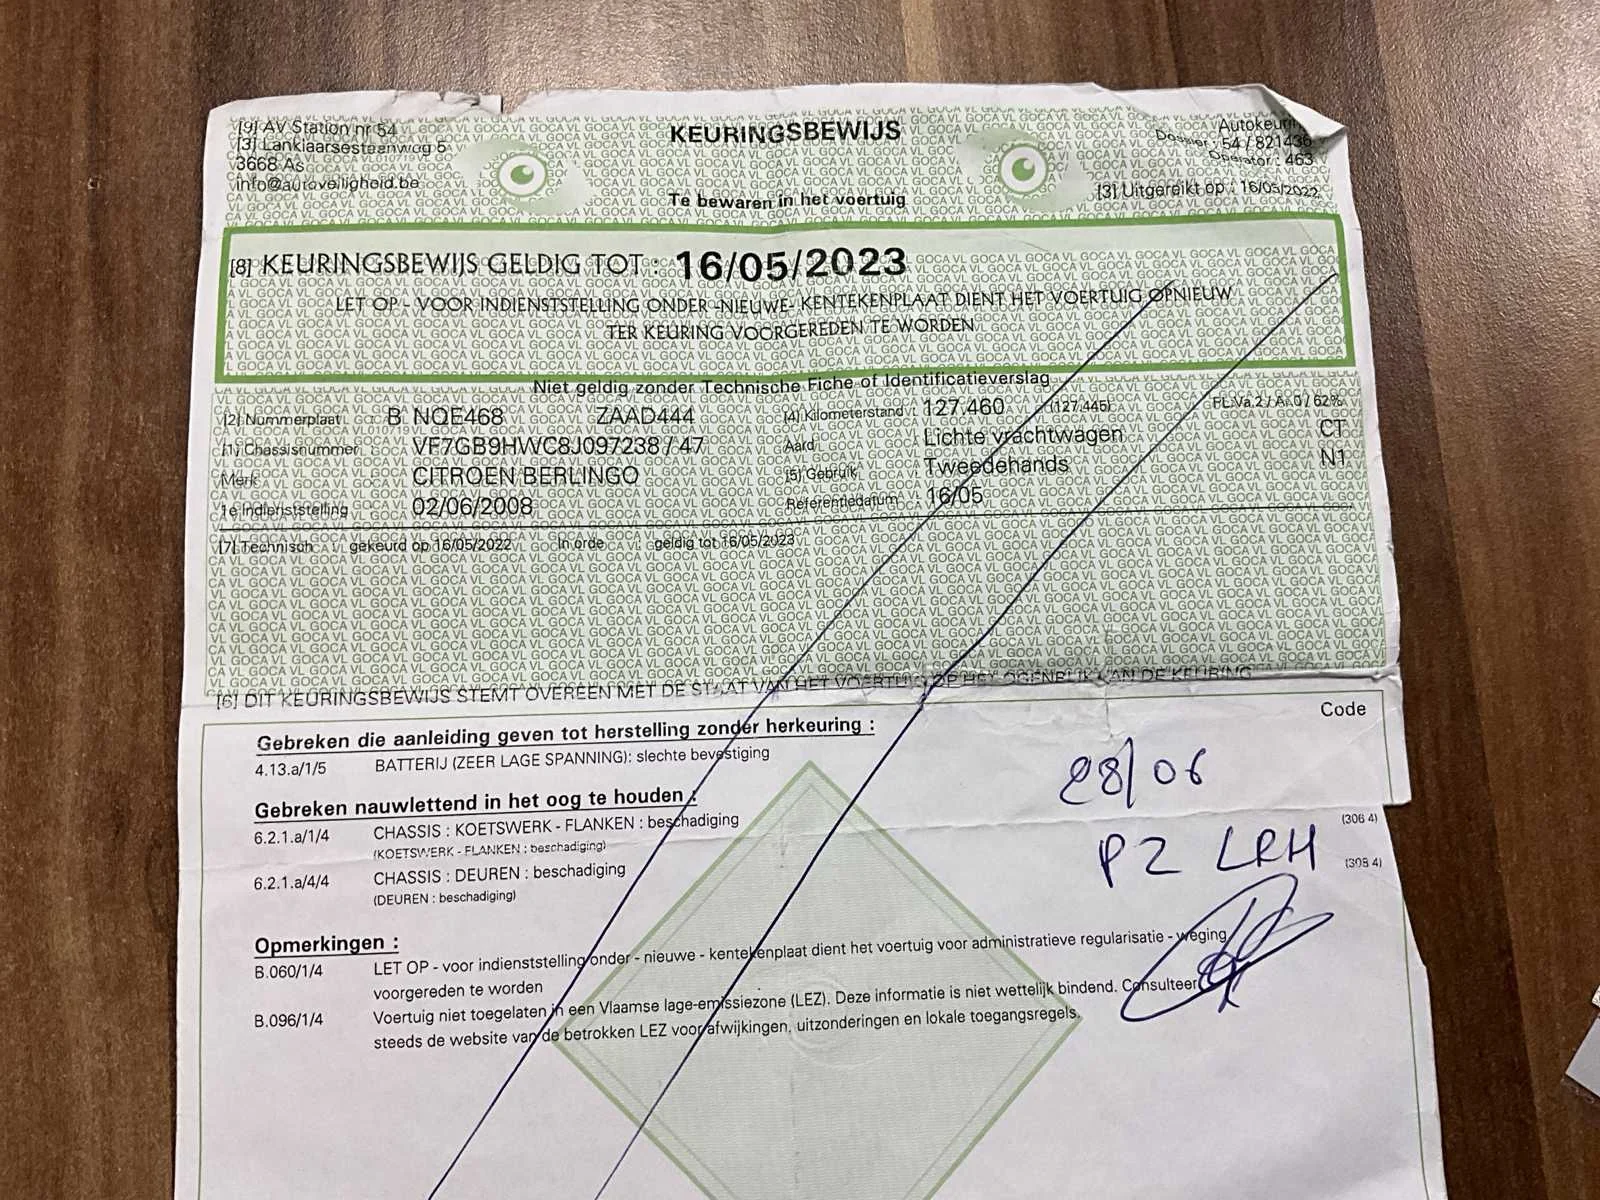 [9] AV Station nr 54
[3] Lanklaarsesteenweg 5
3668 As
info@autoveiligheid.be
KEURINGSBEWIJS
Te bewaren in het voertuig
Dossier : 54 / 821436
Operator : 463
[3] Uitgereikt op : 16/05/2022
[8] KEURINGSBEWIJS GELDIG TOT : 16/05/2023
LET OP - VOOR INDIENSTSTELLING ONDER -NIEUWE- KENTEKENPLAAT DIENT HET VOERTUIG OPNIEUW
TER KEURING VOORGEREDEN TE WORDEN
Niet geldig zonder Technische Fiche of Identificatieverslag
[2] Nummerplaat : B NQE468 ZAAD444 [4] Kilometerstand : 127.460 (127.445)
[1] Chassisnummer : VF7GB9HWC8J097238 / 47 Aard : Lichte vrachtwagen CT
Merk : CITROEN BERLINGO [5] Gebruik : Tweedehands N1
1e Indienststelling : 02/06/2008 Referentiedatum : 16/05
[7] Technisch gekeurd op 16/05/2022 In orde geldig tot 16/05/2023
[6] DIT KEURINGSBEWIJS STEMT OVEREEN MET DE STAAT VAN HET VOERTUIG OP HET OGENBLIK VAN DE KEURING
Code
Gebreken die aanleiding geven tot herstelling zonder herkeuring :
4.13.a/1/5 BATTERIJ (ZEER LAGE SPANNING): slechte bevestiging
28/06
Gebreken nauwlettend in het oog te houden :
6.2.1.a/1/4 CHASSIS : KOETSWERK - FLANKEN : beschadiging (306 4)
(KOETSWERK - FLANKEN : beschadiging)
PZ LRH
6.2.1.a/4/4 CHASSIS : DEUREN : beschadiging (308 4)
(DEUREN : beschadiging)
Opmerkingen :
B.060/1/4 LET OP - voor indienststelling onder - nieuwe - kentekenplaat dient het voertuig voor administratieve regularisatie - weging
voorgereden te worden
B.096/1/4 Voertuig niet toegelaten in een Vlaamse lage-emissiezone (LEZ). Deze informatie is niet wettelijk bindend. Consulteer
steeds de website van de betrokken LEZ voor afwijkingen, uitzonderingen en lokale toegangsregels.